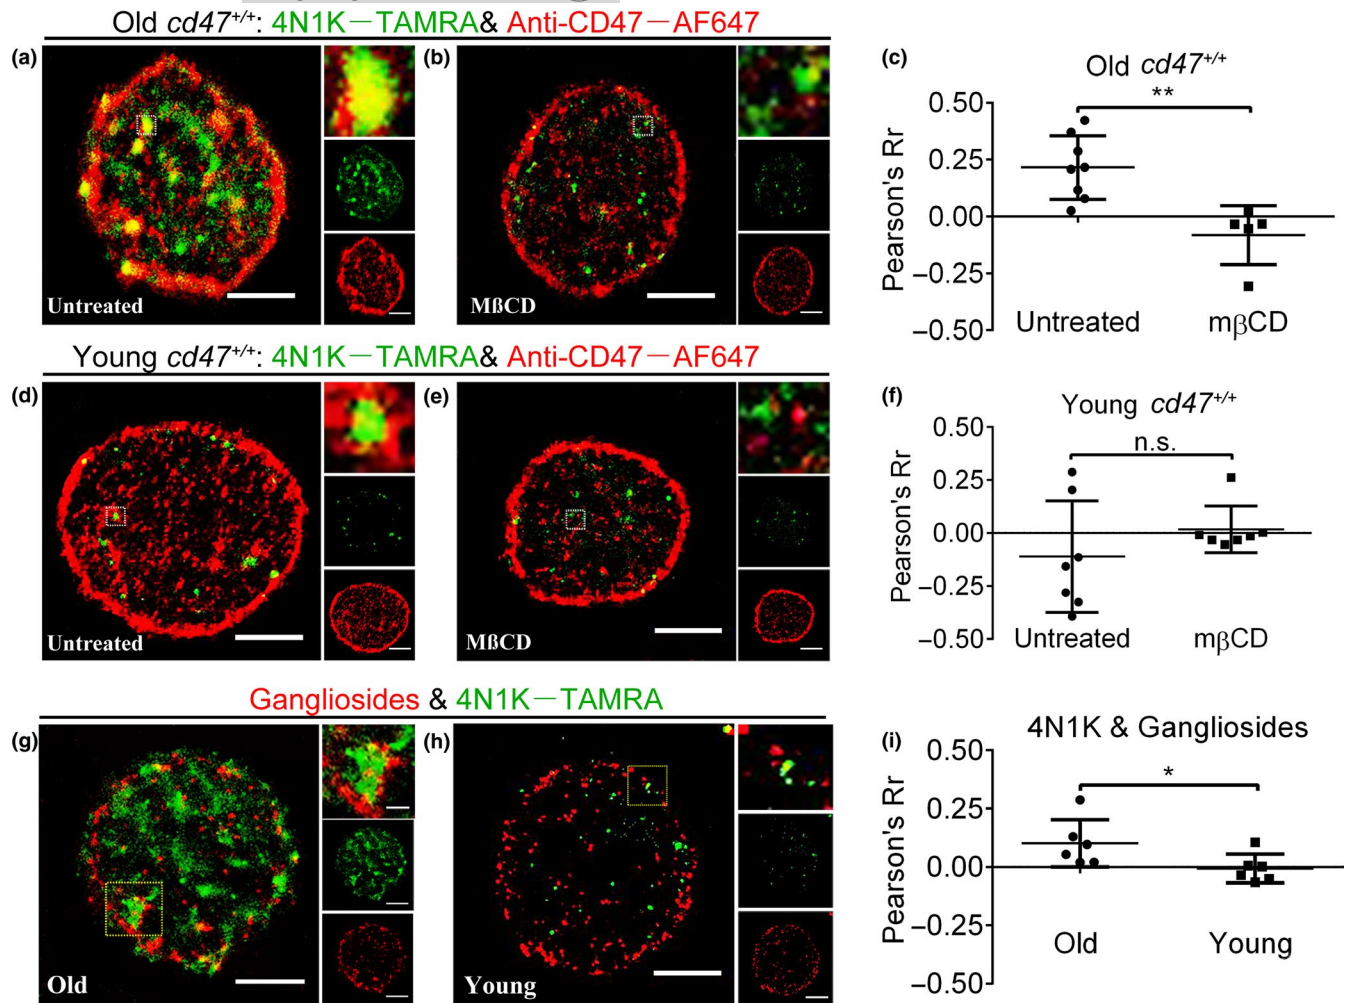 Old cd47+/+: 4N1K—TAMRA& Anti-CD47—AF647
(a)
Untreated
(b)
MßCD
(c)
Old cd47+/+
**
Pearson's Rr
0.50
0.25
0.00
−0.25
−0.50
Untreated
mβCD
Young cd47+/+: 4N1K—TAMRA& Anti-CD47—AF647
(d)
Untreated
(e)
MßCD
(f)
Young cd47+/+
n.s.
Pearson's Rr
0.50
0.25
0.00
−0.25
−0.50
Untreated
mβCD
Gangliosides & 4N1K—TAMRA
(g)
Old
(h)
Young
(i)
4N1K & Gangliosides
*
Pearson's Rr
0.50
0.25
0.00
−0.25
−0.50
Old
Young